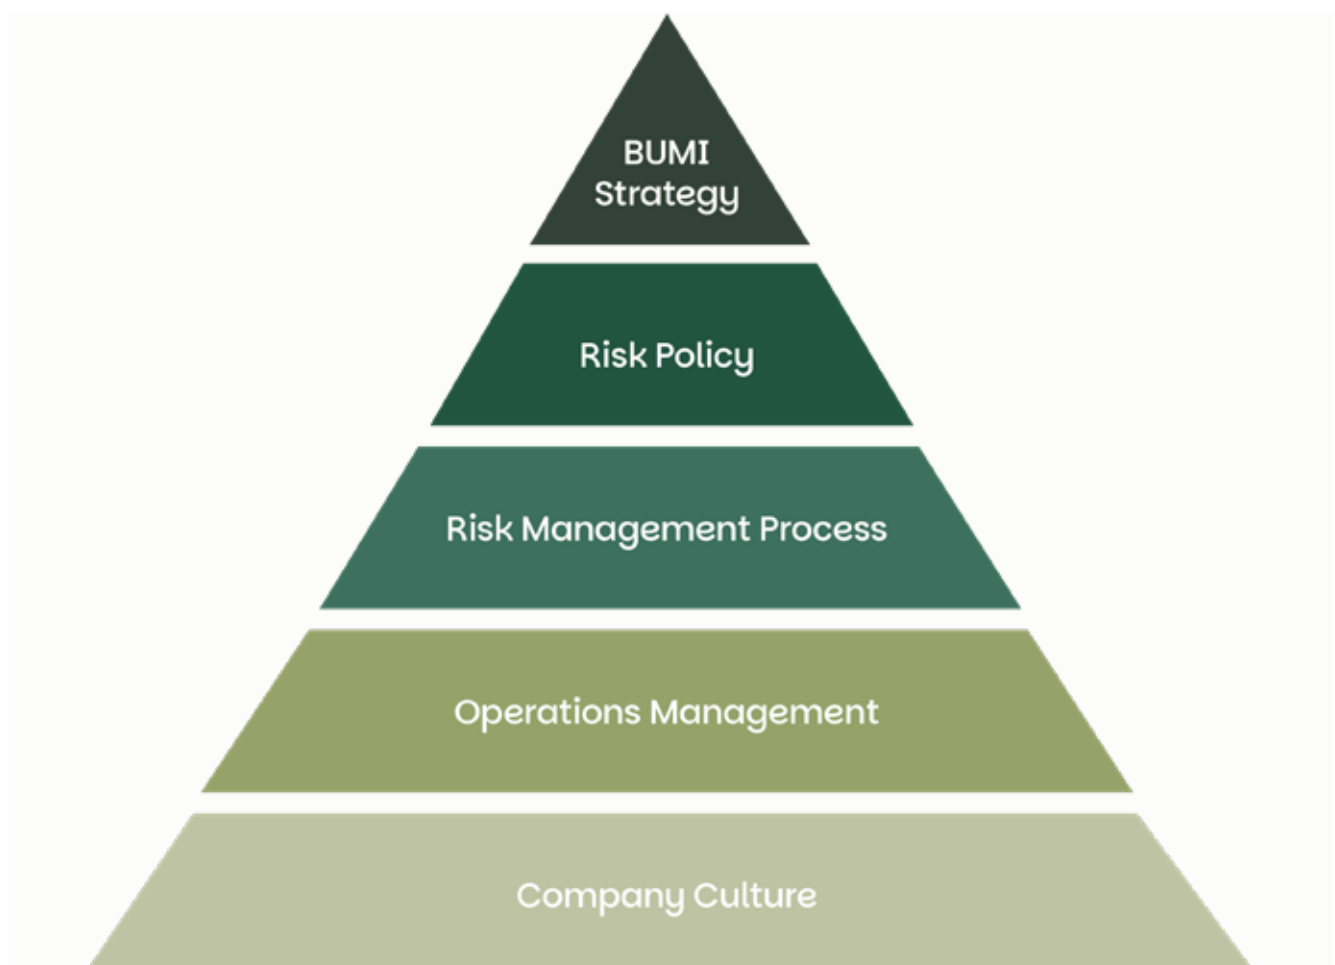 BUMI
Strategy
Risk Policy
Risk Management Process
Operations Management
Company Culture